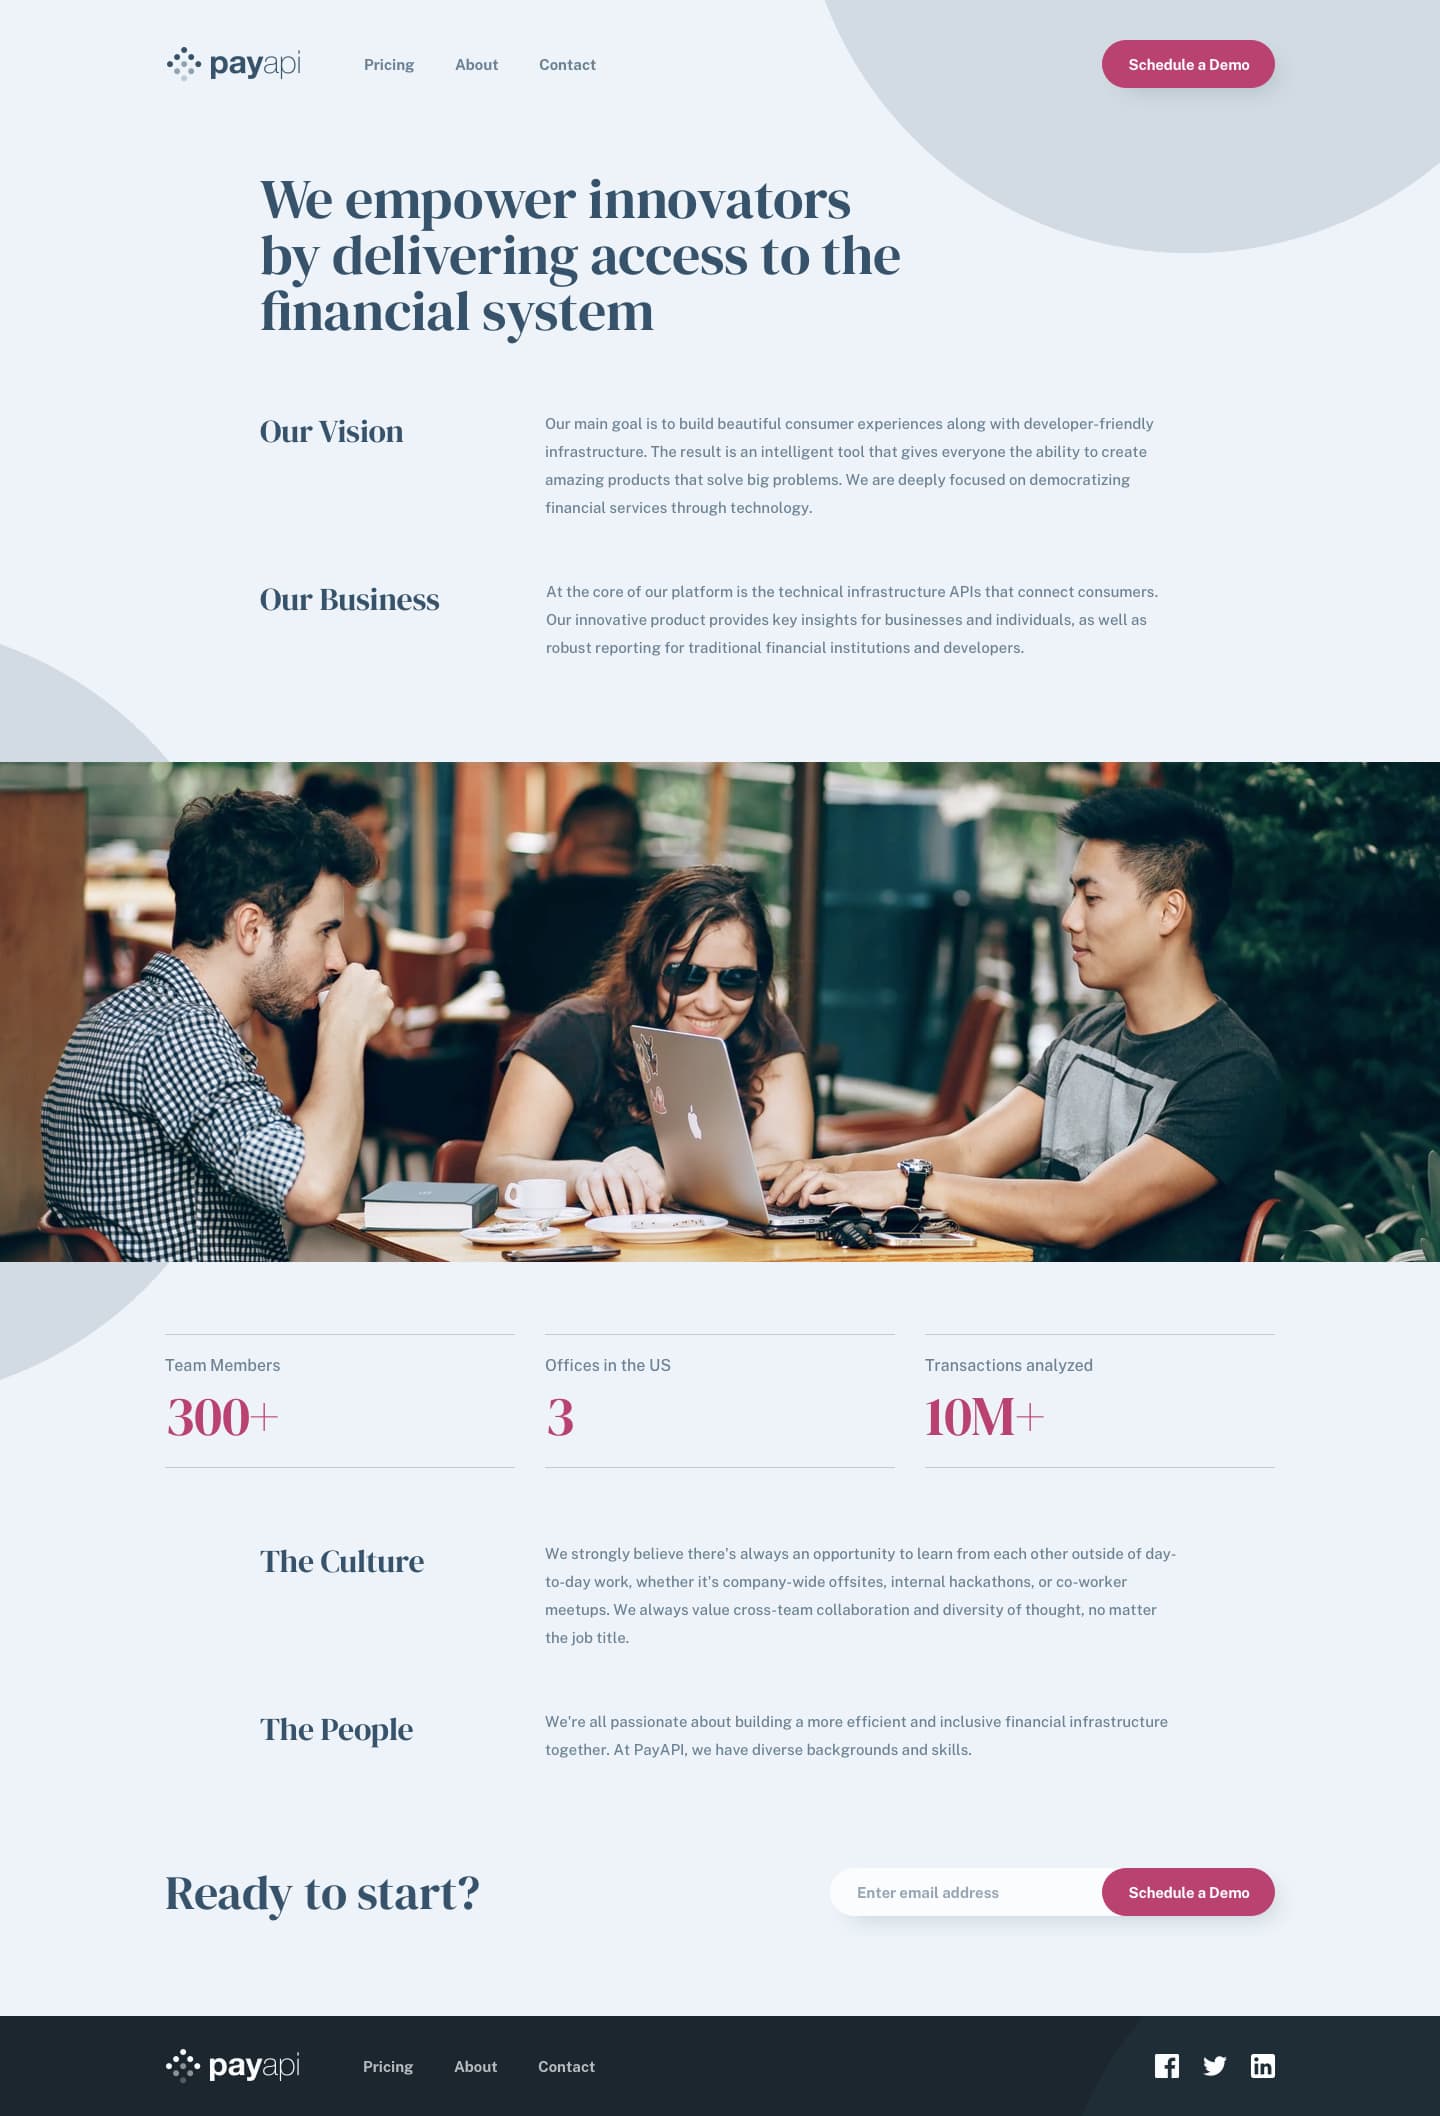 payapi
Pricing
About
Contact
Schedule a Demo
We empower innovators
by delivering access to the
financial system
Our Vision
Our main goal is to build beautiful consumer experiences along with developer-friendly
infrastructure. The result is an intelligent tool that gives everyone the ability to create
amazing products that solve big problems. We are deeply focused on democratizing
financial services through technology.
Our Business
At the core of our platform is the technical infrastructure APIs that connect consumers.
Our innovative product provides key insights for businesses and individuals, as well as
robust reporting for traditional financial institutions and developers.
Team Members
300+
Offices in the US
3
Transactions analyzed
10M+
The Culture
We strongly believe there's always an opportunity to learn from each other outside of day-
to-day work, whether it's company-wide offsites, internal hackathons, or co-worker
meetups. We always value cross-team collaboration and diversity of thought, no matter
the job title.
The People
We're all passionate about building a more efficient and inclusive financial infrastructure
together. At PayAPI, we have diverse backgrounds and skills.
Ready to start?
Enter email address
Schedule a Demo
payapi
Pricing
About
Contact